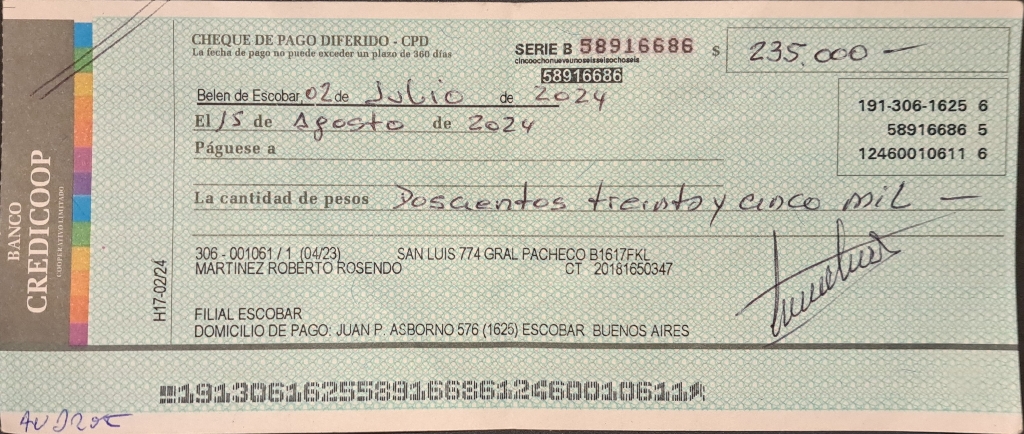 BANCO
CREDICOOP
COOPERATIVO LIMITADO
CHEQUE DE PAGO DIFERIDO - CPD
La fecha de pago no puede exceder un plazo de 360 días
SERIE B 58916686
cincoochonueveunoseisseisochoseis
58916686
$ 235.000 —
Belen de Escobar, 02 de Julio de 2024
El 15 de Agosto de 2024
Páguese a
191-306-1625 6
58916686 5
12460010611 6
La cantidad de pesos Doscientos treinta y cinco mil —
306 - 001061 / 1 (04/23) SAN LUIS 774 GRAL PACHECO B1617FKL
MARTINEZ ROBERTO ROSENDO CT 20181650347
H17-02/24
FILIAL ESCOBAR
DOMICILIO DE PAGO: JUAN P. ASBORNO 576 (1625) ESCOBAR BUENOS AIRES
19130616255891668612460010611